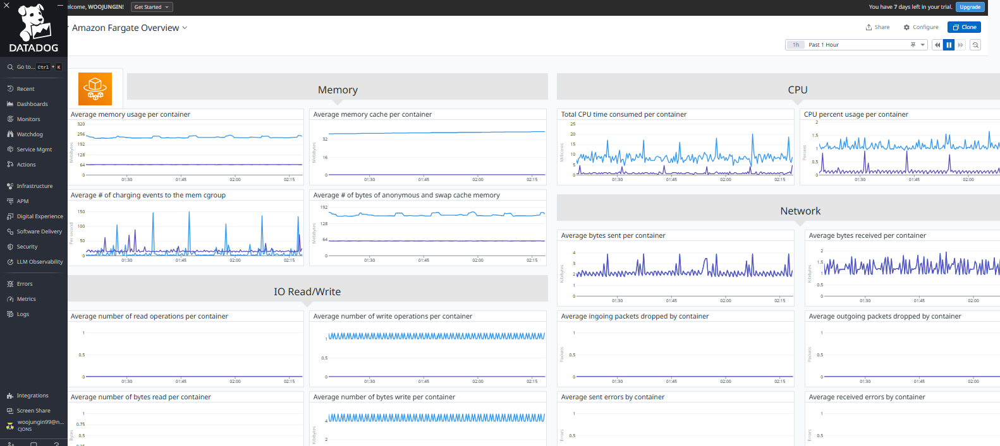 elcome, WOOJUNGIN!
Get Started
You have 7 days left in your trial.
Upgrade
DATADOG
Amazon Fargate Overview
Share
Configure
Clone
1h Past 1 Hour
Go to... Ctrl + K
Recent
Dashboards
Monitors
Watchdog
Service Mgmt
Actions
Infrastructure
APM
Digital Experience
Software Delivery
Security
LLM Observability
Errors
Metrics
Logs
Integrations
Screen Share
woojungin99@n...
CJONS
Memory
Average memory usage per container
Mebibytes
320
256
192
128
64
0
01:30 01:45 02:00 02:15
Average memory cache per container
Mebibytes
32
16
0
01:30 01:45 02:00 02:15
Average # of charging events to the mem cgroup
Per second
150
100
50
0
01:30 01:45 02:00 02:15
Average # of bytes of anonymous and swap cache memory
Mebibytes
192
128
64
0
01:30 01:45 02:00 02:15
IO Read/Write
Average number of read operations per container
1
0.5
0
01:30 01:45 02:00 02:15
Average number of write operations per container
1
0.5
0
01:30 01:45 02:00 02:15
Average number of bytes read per container
Bytes
1
0.75
0.5
0.25
Average number of bytes write per container
Kibibytes
4
2
CPU
Total CPU time consumed per container
Millicores
25
20
15
10
5
0
01:30 01:45 02:00 02:15
CPU percent usage per container
Percent
2
1.5
1
0.5
0
01:30 01:45 02:00
Network
Average bytes sent per container
Kibibytes
4
3
2
1
0
01:30 01:45 02:00 02:15
Average bytes received per container
Kibibytes
2
1.5
1
0.5
0
01:30 01:45 02:00
Average ingoing packets dropped by container
Packets
1
0.5
0
01:30 01:45 02:00 02:15
Average outgoing packets dropped by container
Packets
1
0.5
0
01:30 01:45 02:00
Average sent errors by container
Errors
1
0.5
Average received errors by container
Errors
1
0.5